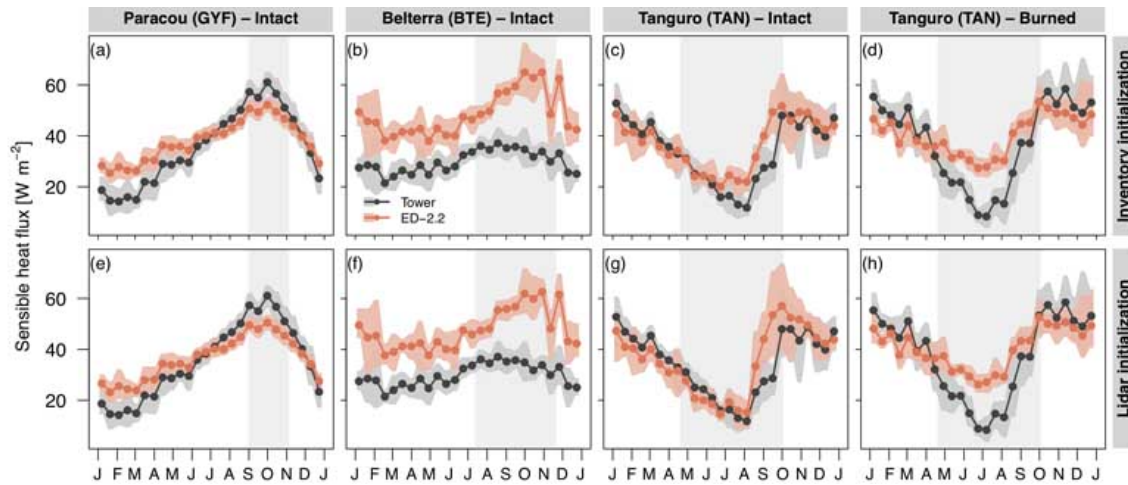 Paracou (GYF) – Intact
Belterra (BTE) – Intact
Tanguro (TAN) – Intact
Tanguro (TAN) – Burned
(a)
(b)
(c)
(d)
60
40
20
Tower
ED−2.2
Inventory initialization
Sensible heat flux [W m−2]
(e)
(f)
(g)
(h)
60
40
20
Lidar initialization
J F M A M J J A S O N D J
J F M A M J J A S O N D J
J F M A M J J A S O N D J
J F M A M J J A S O N D J